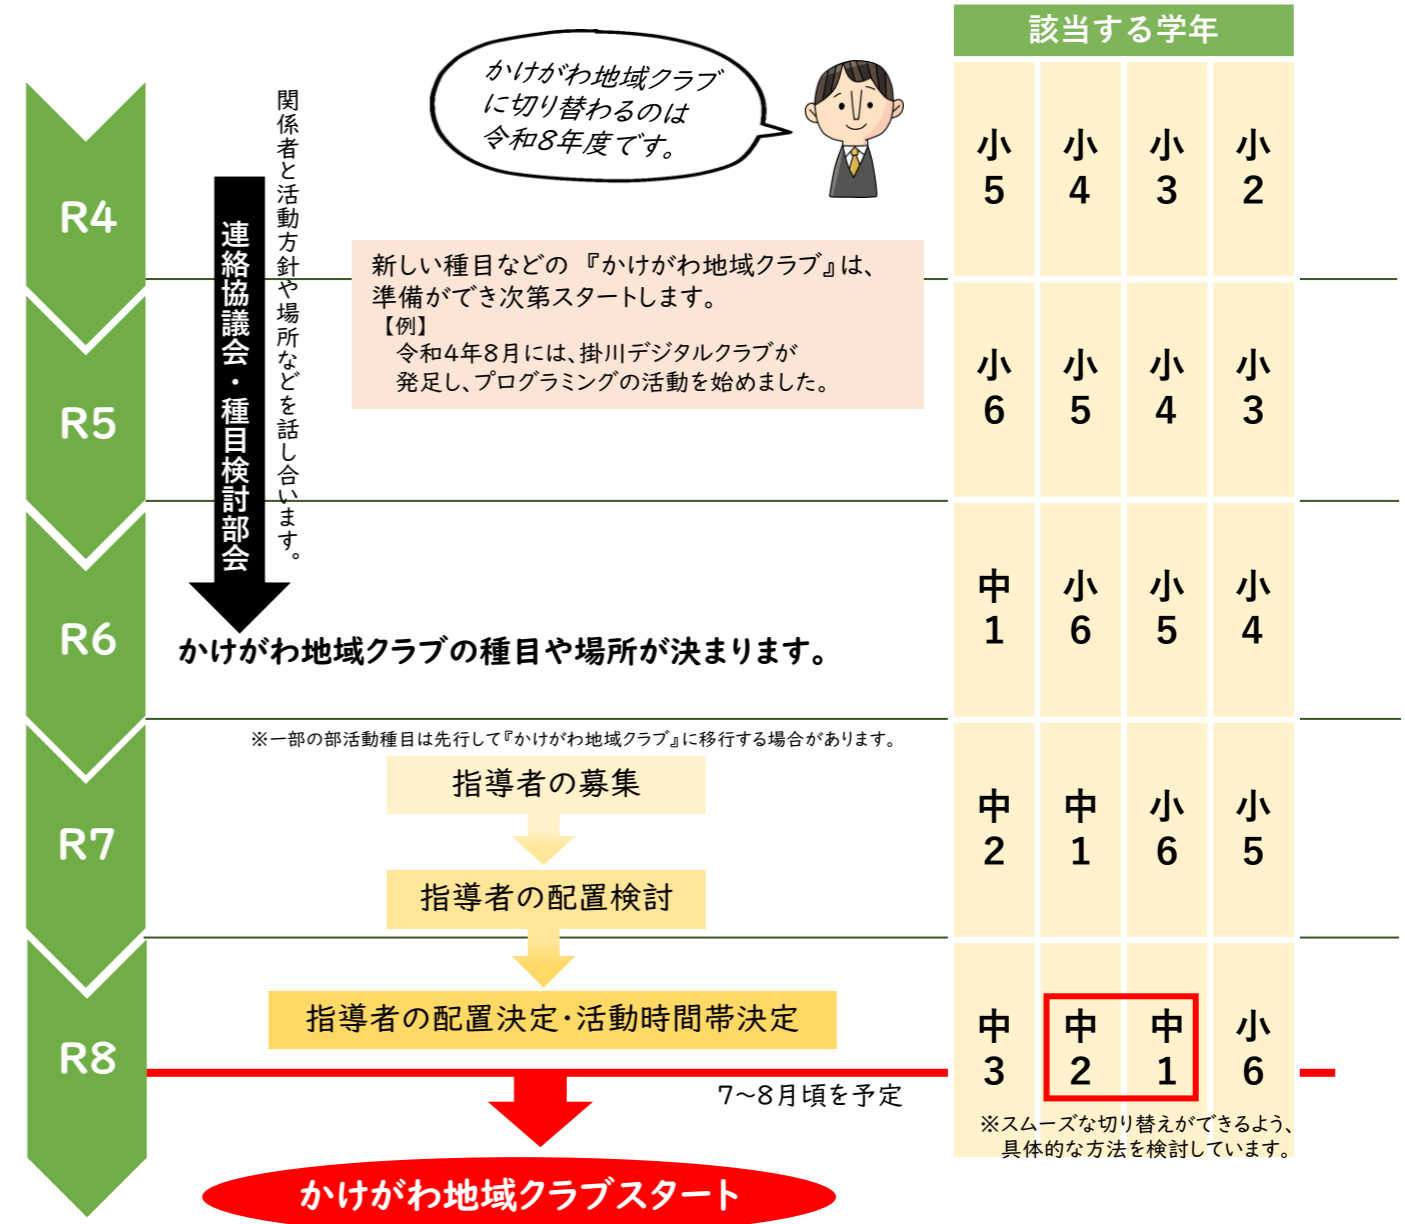 該当する学年
かけがわ地域クラブ
に切り替わるのは
令和8年度です。
R4
小 小 小 小
5 4 3 2
関係者と活動方針や場所などを話し合います。
連絡協議会・種目検討部会
新しい種目などの『かけがわ地域クラブ』は、
準備ができ次第スタートします。
【例】
令和4年8月には、掛川デジタルクラブが
発足し、プログラミングの活動を始めました。
R5
小 小 小 小
6 5 4 3
R6
中 小 小 小
1 6 5 4
かけがわ地域クラブの種目や場所が決まります。
※一部の部活動種目は先行して『かけがわ地域クラブ』に移行する場合があります。
R7
指導者の募集
指導者の配置検討
中 中 小 小
2 1 6 5
R8
指導者の配置決定・活動時間帯決定
中 中 中 小
3 2 1 6
7～8月頃を予定
※スムーズな切り替えができるよう、
具体的な方法を検討しています。
かけがわ地域クラブスタート